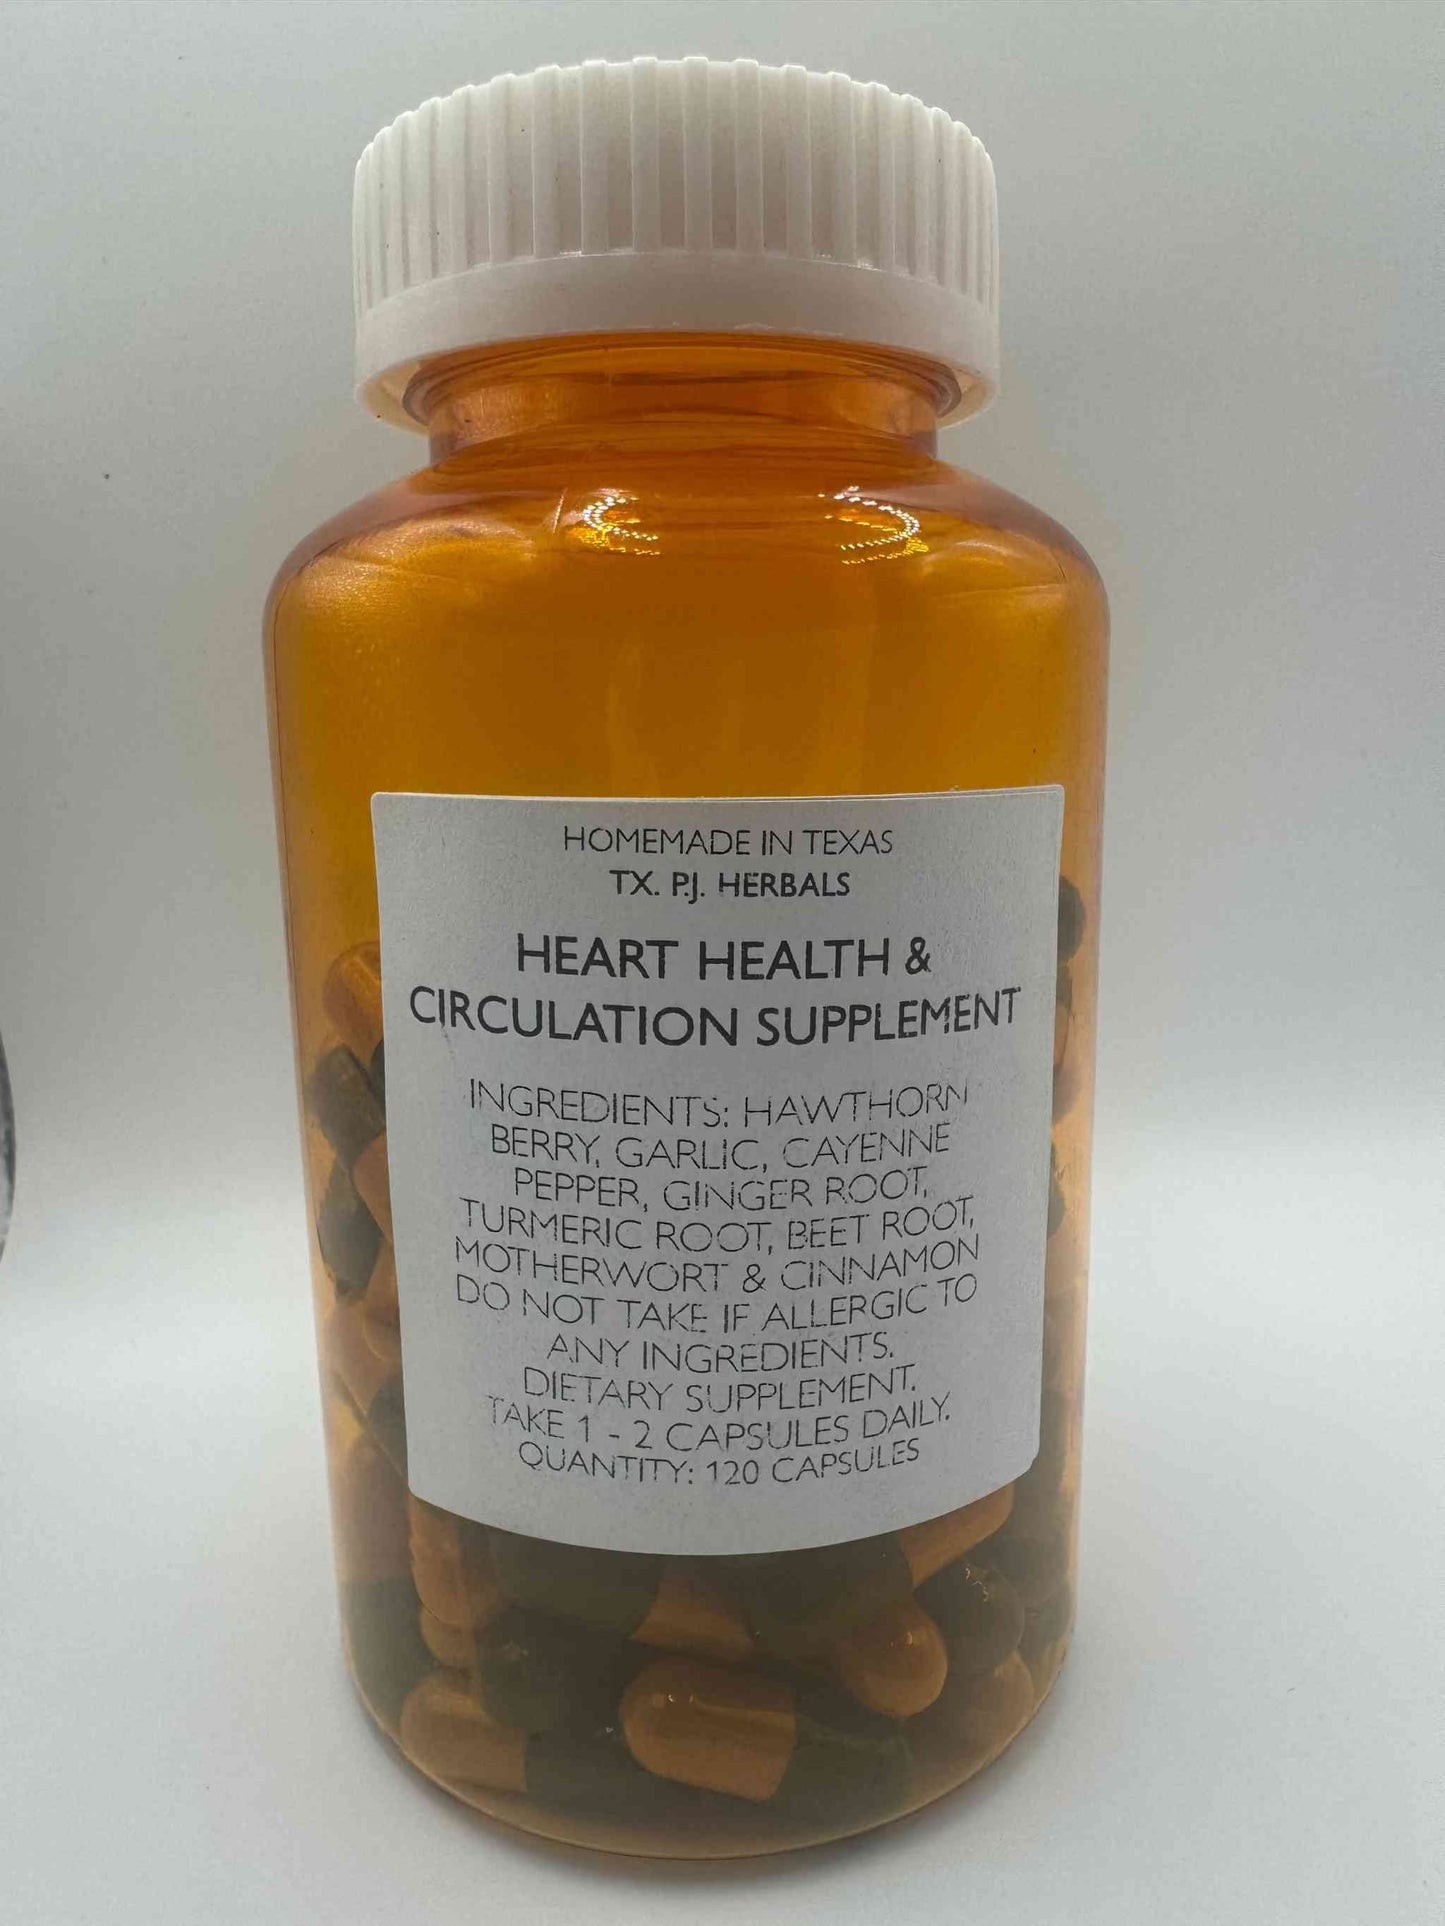 HOMEMADE IN TEXAS
TX. P.J. HERBALS
HEART HEALTH &
CIRCULATION SUPPLEMENT
INGREDIENTS: HAWTHORN
BERRY, GARLIC, CAYENNE
PEPPER, GINGER ROOT,
TURMERIC ROOT, BEET ROOT,
MOTHERWORT & CINNAMON
DO NOT TAKE IF ALLERGIC TO
ANY INGREDIENTS.
DIETARY SUPPLEMENT.
TAKE 1 - 2 CAPSULES DAILY.
QUANTITY: 120 CAPSULES